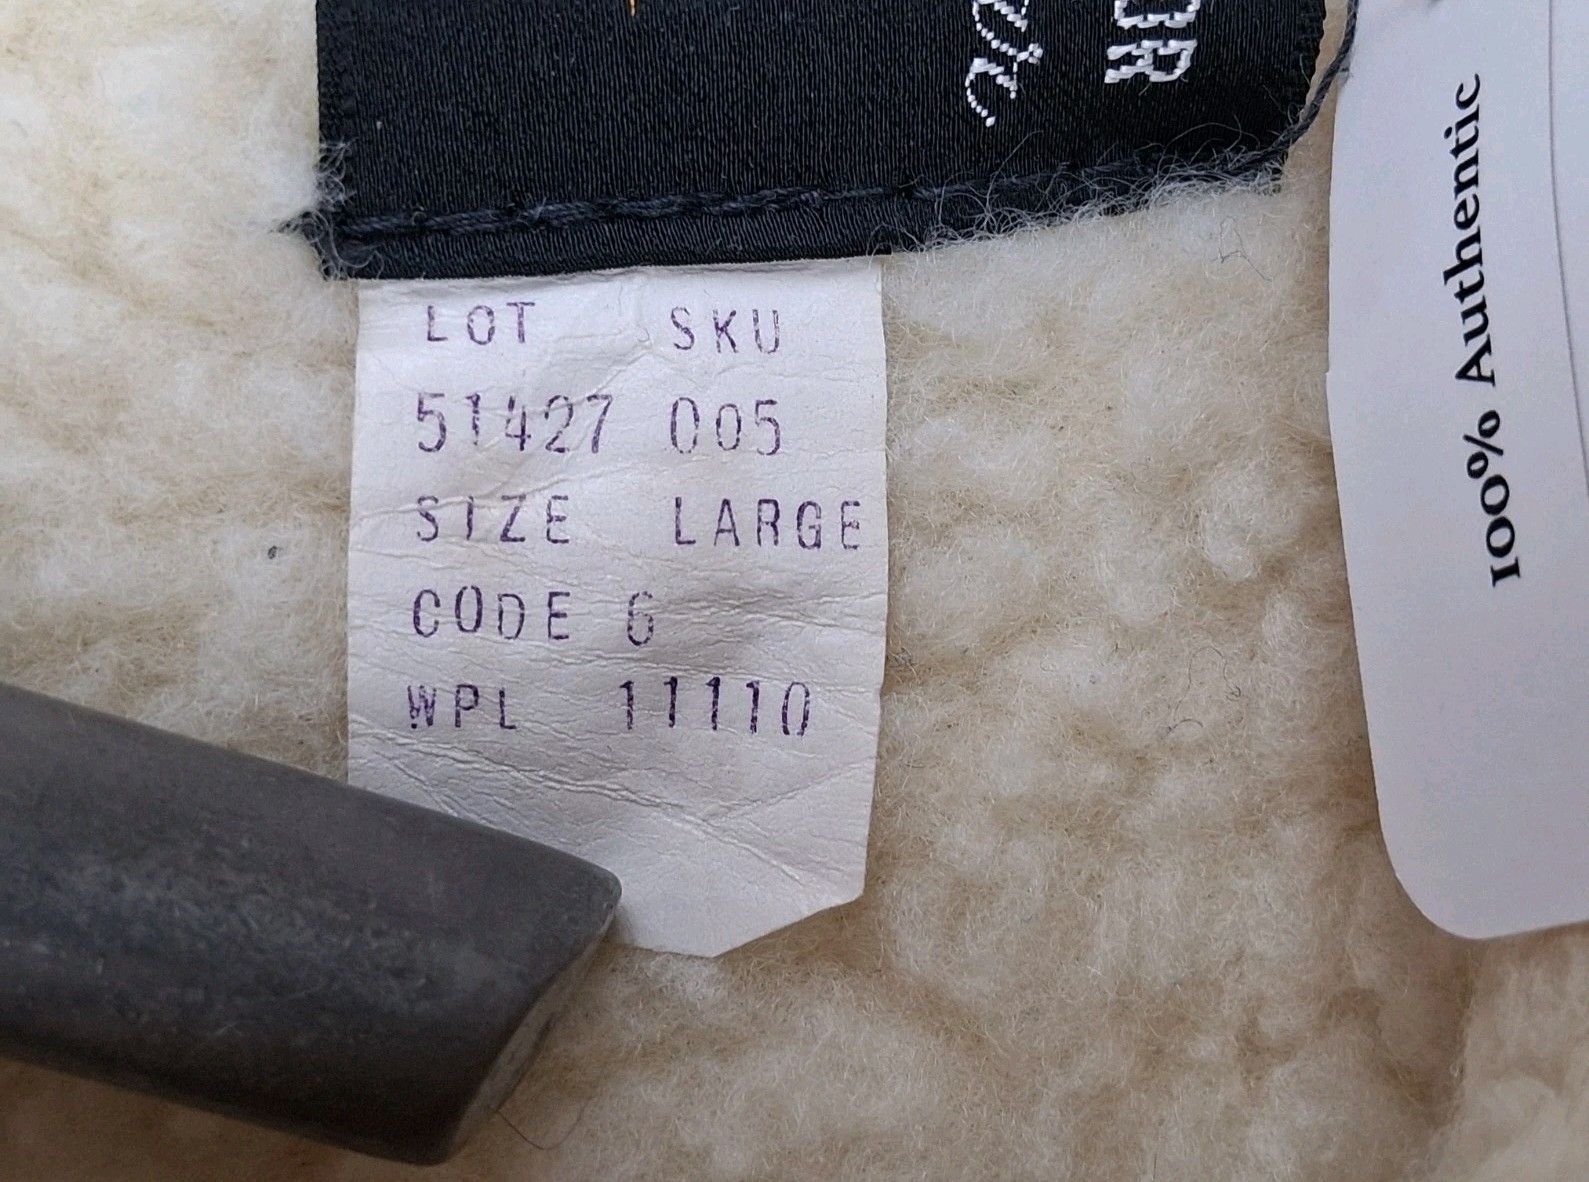 LOT SKU
51427 005
SIZE LARGE
CODE 6
WPL 11110
100% Authentic